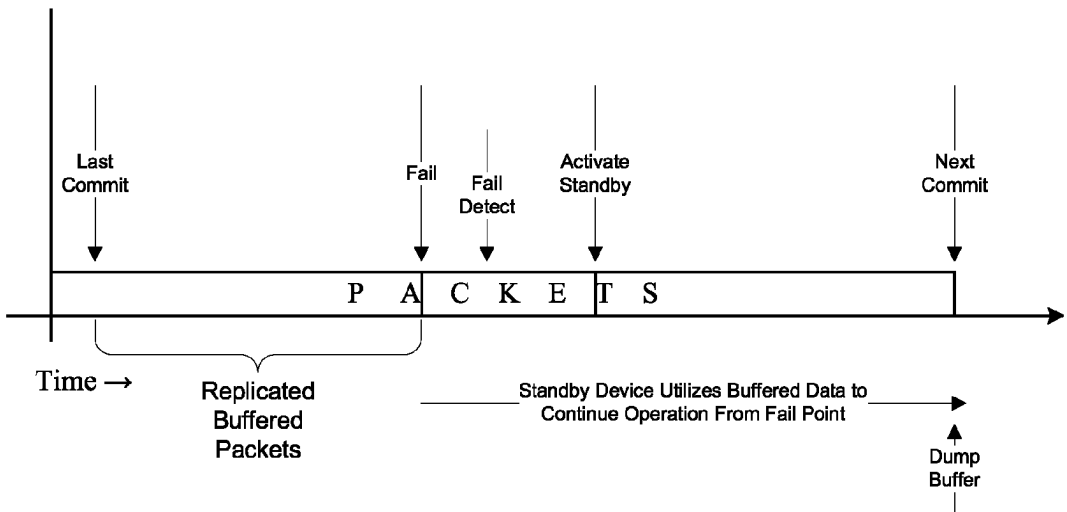 Last
Commit
Fail
Fail
Detect
Activate
Standby
Next
Commit
P A C K E T S
Time →
Replicated
Buffered
Packets
Standby Device Utilizes Buffered Data to
Continue Operation From Fail Point
Dump
Buffer